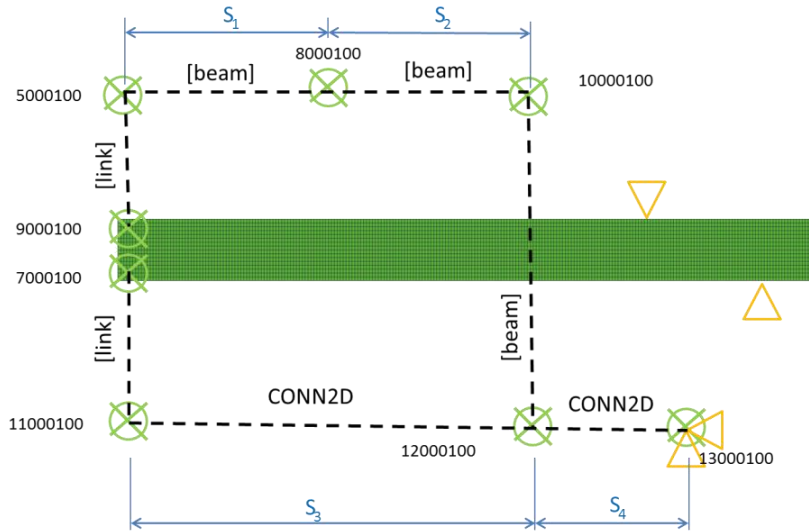 S₁
S₂
8000100
[beam]
[beam]
10000100
5000100
[link]
9000100
7000100
[link]
[beam]
CONN2D
CONN2D
11000100
12000100
13000100
S₃
S₄